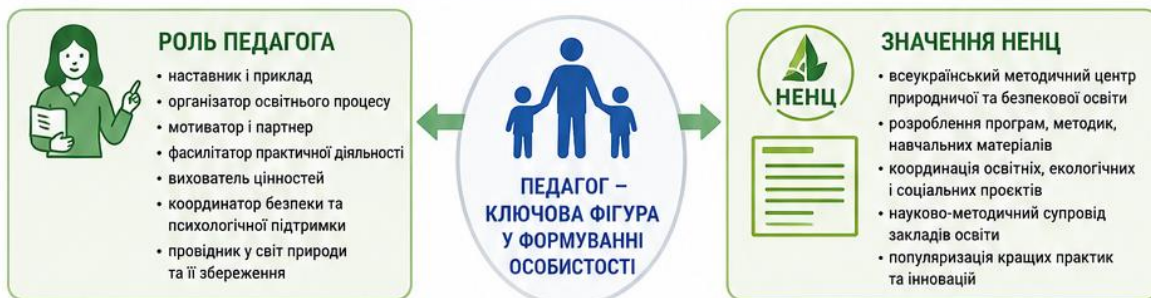 РОЛЬ ПЕДАГОГА
• наставник і приклад
• організатор освітнього процесу
• мотиватор і партнер
• фасилітатор практичної діяльності
• вихователь цінностей
• координатор безпеки та
психологічної підтримки
• провідник у світ природи
та її збереження
ПЕДАГОГ –
КЛЮЧОВА ФІГУРА
У ФОРМУВАННІ
ОСОБИСТОСТІ
НЕНЦ
ЗНАЧЕННЯ НЕНЦ
• всеукраїнський методичний центр
природничої та безпекової освіти
• розроблення програм, методик,
навчальних матеріалів
• координація освітніх, екологічних
і соціальних проєктів
• науково-методичний супровід
закладів освіти
• популяризація кращих практик
та інновацій